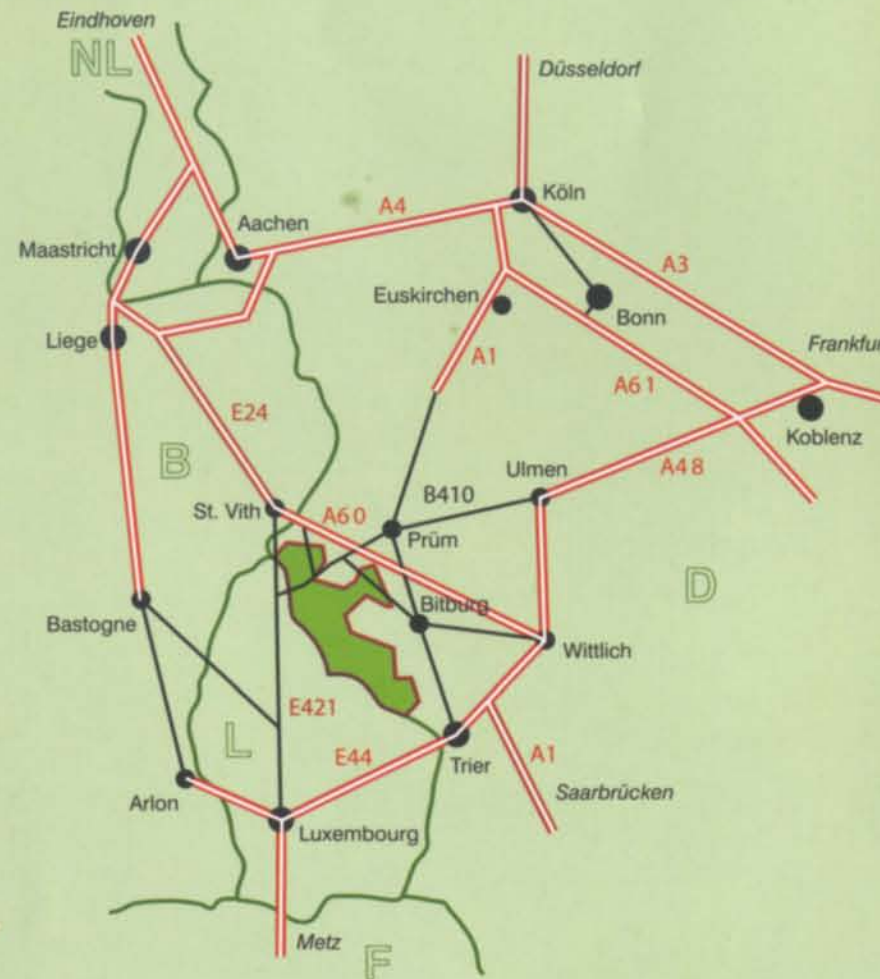 Eindhoven
NL
Düsseldorf
Köln
A4
Aachen
Maastricht
A3
Euskirchen
Bonn
Liege
Frankfur
A1
A61
E24
Koblenz
B
Ulmen
A48
St. Vith
A60
B410
Prüm
D
Bitburg
Bastogne
Wittlich
E421
L
E44
A1
Trier
Arlon
Saarbrücken
Luxembourg
Metz
F